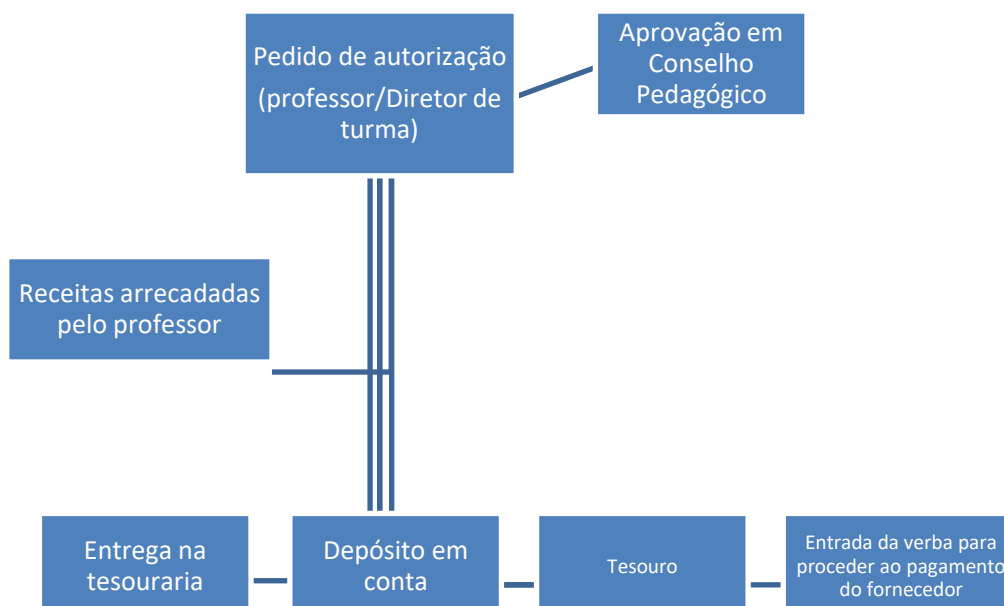 Pedido de autorização
(professor/Diretor de
turma)
Aprovação em
Conselho
Pedagógico
Receitas arrecadadas
pelo professor
Entrega na
tesouraria
Depósito em
conta
Tesouro
Entrada da verba para
proceder ao pagamento
do fornecedor